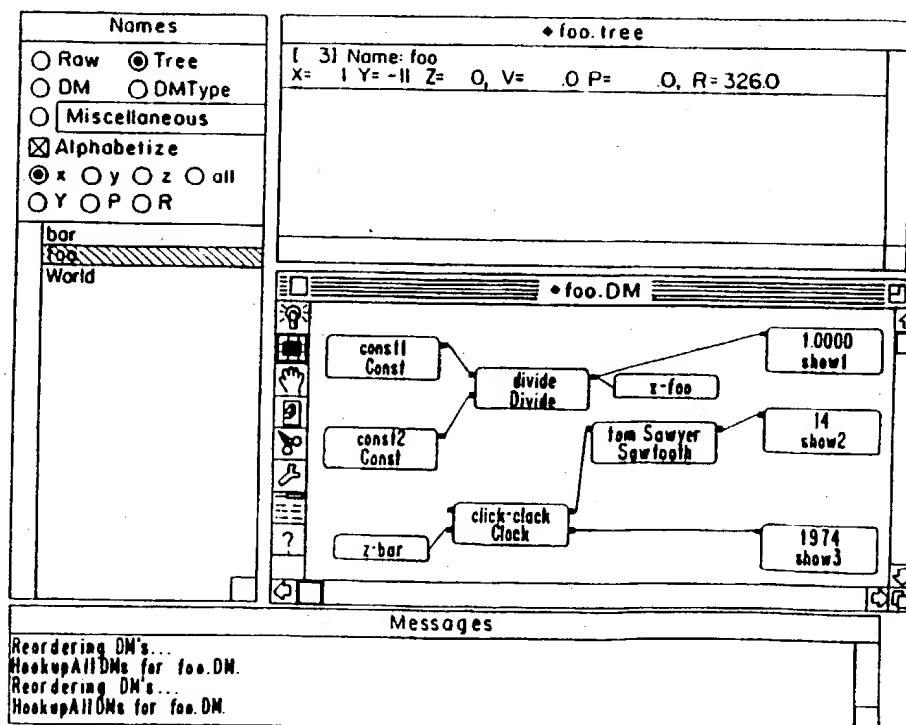 Names
Raw Tree
DM DMType
Miscellaneous
Alphabetize
x y z all
Y P R
bar
foo
World
foo.tree
[ 3] Name: foo
X= 1 Y= -11 Z= 0, V= .0 P= .0, R= 326.0
foo.DM
const1
Const
const2
Const
divide
Divide
x-foo
1.0000
show1
tom Sawyer
Sawtooth
14
show2
click-clack
Clock
z-bar
1974
show3
?
Messages
Reordering DM's...
HookupAllDMs for foo.DM.
Reordering DM's...
HookupAllDMs for foo.DM.